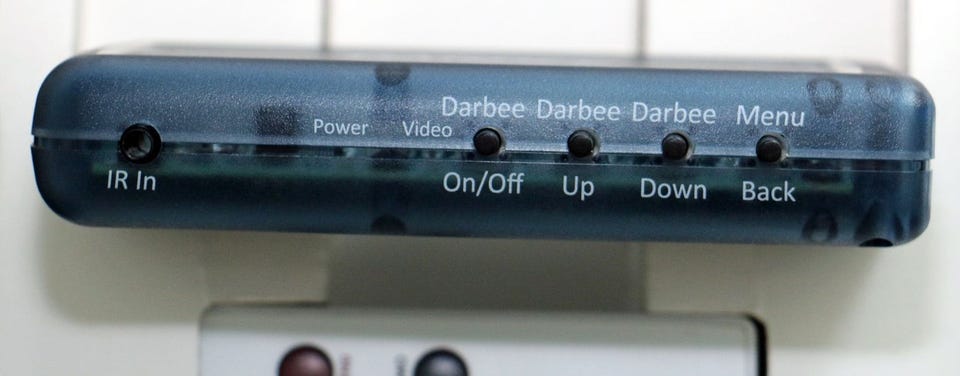 Darbee Darbee Darbee Menu
Power Video
IR In On/Off Up Down Back